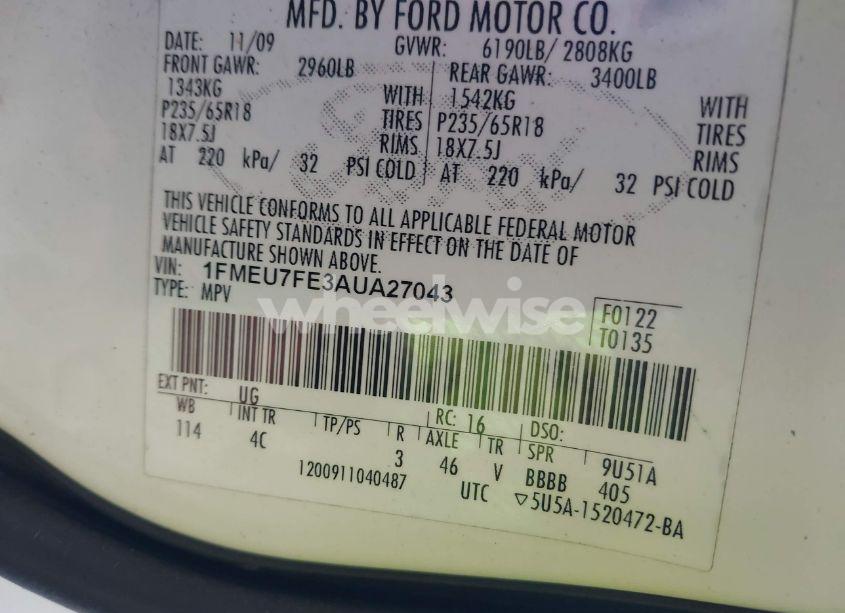 MFD. BY FORD MOTOR CO.
DATE: 11/09 GVWR: 6190LB/ 2808KG
FRONT GAWR: 2960LB REAR GAWR: 3400LB
1343KG WITH 1542KG WITH
P235/65R18 TIRES P235/65R18 TIRES
18X7.5J RIMS 18X7.5J RIMS
AT 220 kPa/ 32 PSI COLD AT 220 kPa/ 32 PSI COLD
THIS VEHICLE CONFORMS TO ALL APPLICABLE FEDERAL MOTOR
VEHICLE SAFETY STANDARDS IN EFFECT ON THE DATE OF
MANUFACTURE SHOWN ABOVE.
VIN: 1FMEU7FE3AUA27043
TYPE: MPV
F0122
T0135
wheelwise
EXT PNT: UG RC: 16 DSO:
WB INT TR TP/PS R AXLE TR SPR 9U51A
114 4C 3 46 V BBBB 405
1200911040487 UTC ▽5U5A-1520472-BA